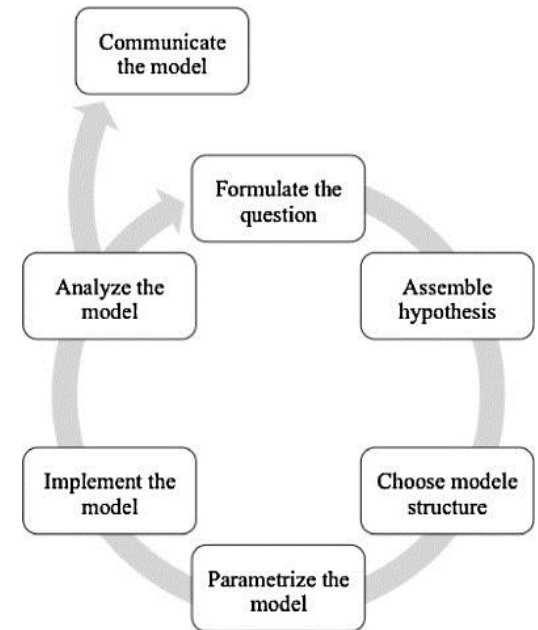 Communicate
the model
Formulate the
question
Assemble
hypothesis
Choose modele
structure
Parametrize the
model
Implement the
model
Analyze the
model